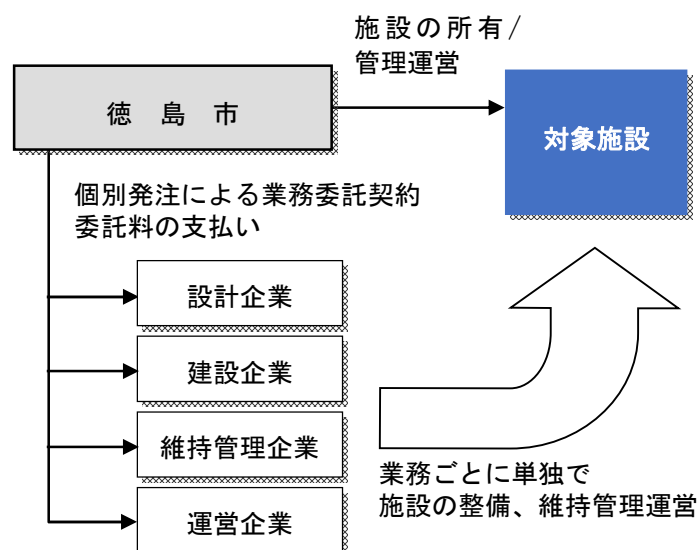 施設の所有/
管理運営
徳島市
対象施設
個別発注による業務委託契約
委託料の支払い
設計企業
建設企業
維持管理企業
運営企業
業務ごとに単独で
施設の整備、維持管理運営